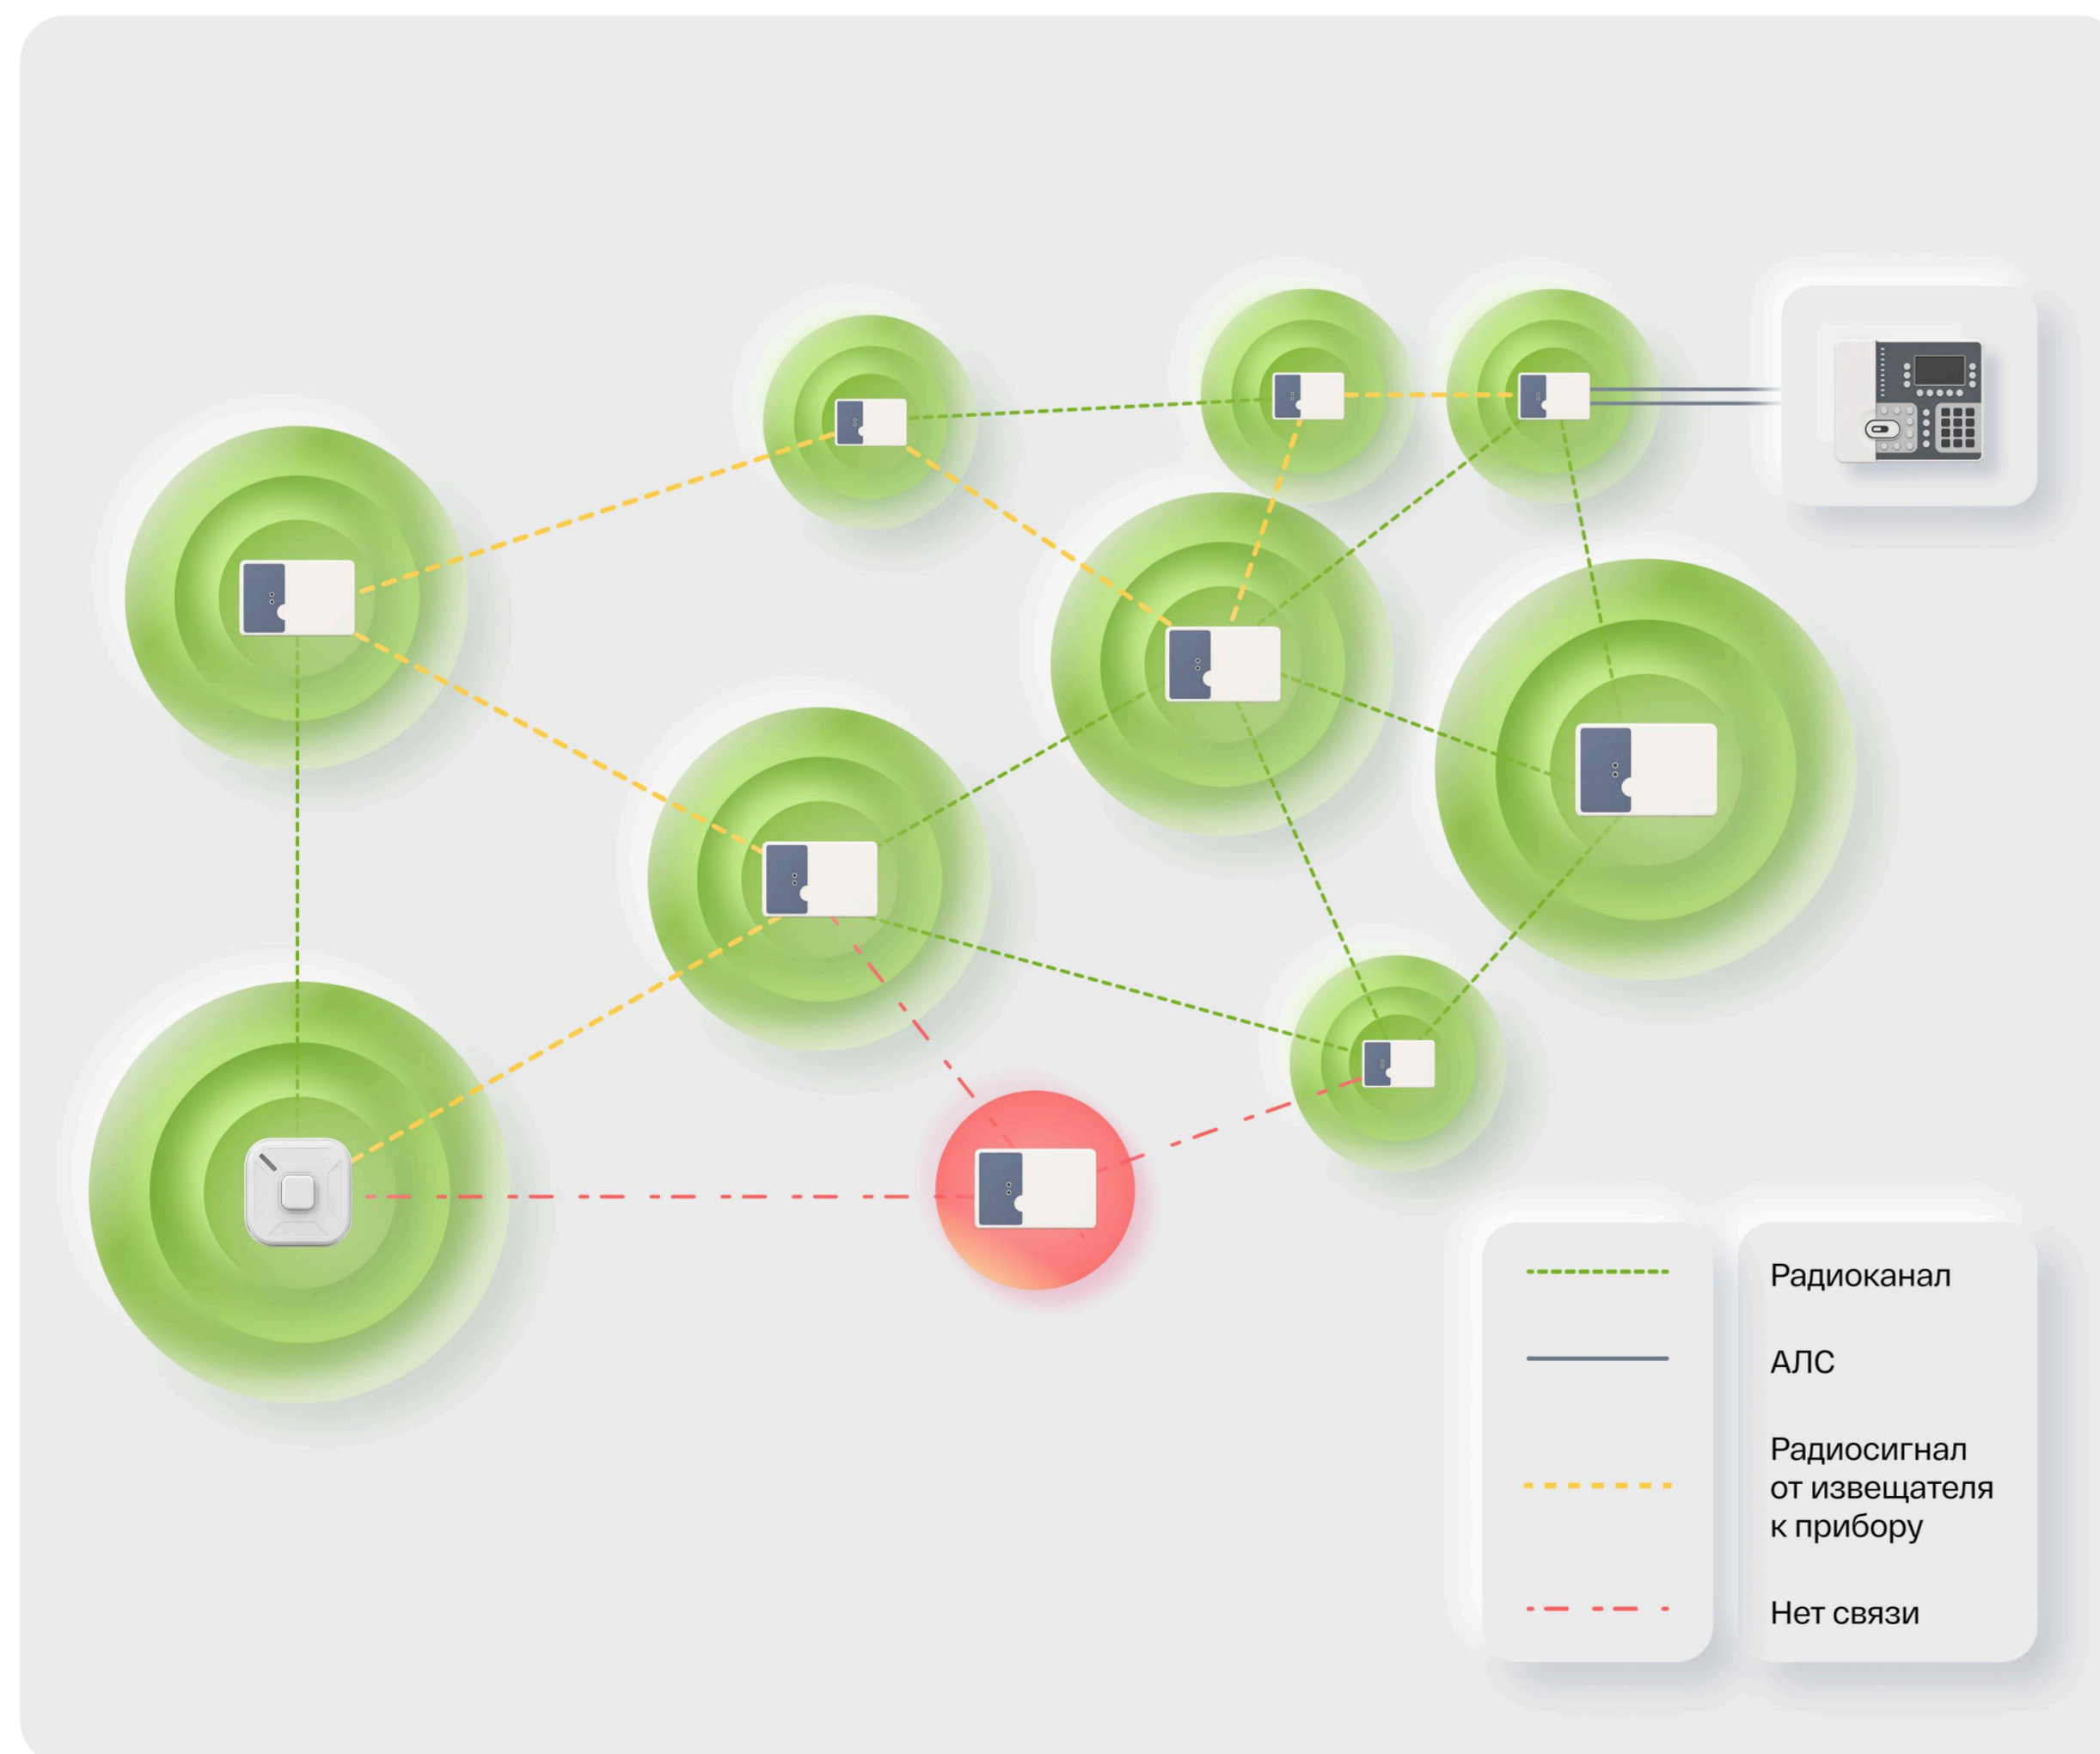 Радиоканал
АЛС
Радиосигнал
от извещателя
к прибору
Нет связи